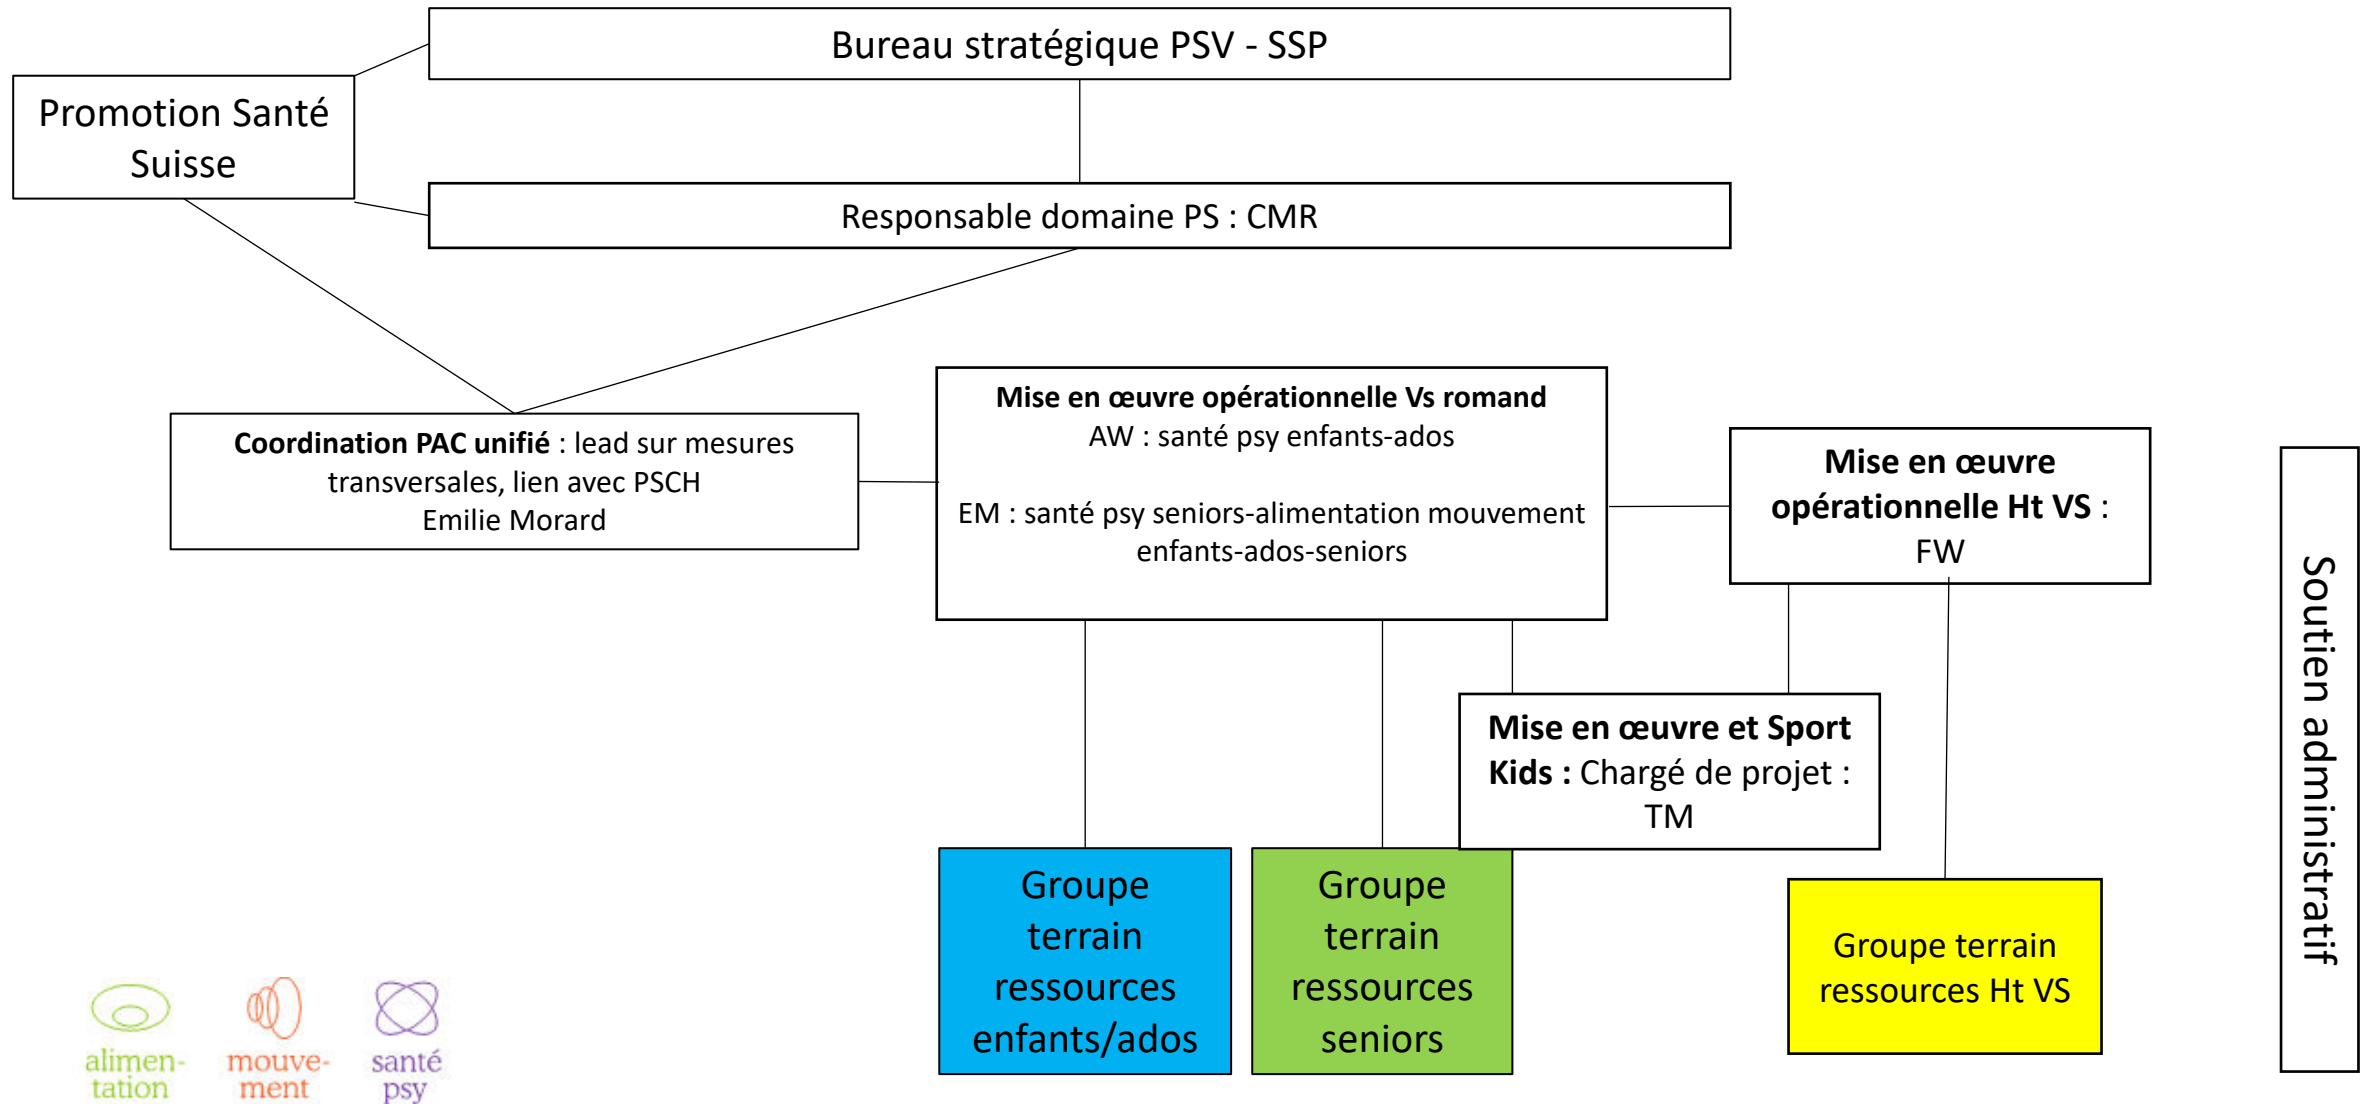 Bureau stratégique PSV - SSP
Promotion Santé
Suisse
Responsable domaine PS : CMR
Coordination PAC unifié : lead sur mesures
transversales, lien avec PSCH
Emilie Morard
Mise en œuvre opérationnelle Vs romand
AW : santé psy enfants-ados
EM : santé psy seniors-alimentation mouvement
enfants-ados-seniors
Mise en œuvre
opérationnelle Ht VS :
FW
Mise en œuvre et Sport
Kids : Chargé de projet :
TM
Groupe
terrain
ressources
enfants/ados
Groupe
terrain
ressources
seniors
Groupe terrain
ressources Ht VS
Soutien administratif
alimen-
tation
mouve-
ment
santé
psy